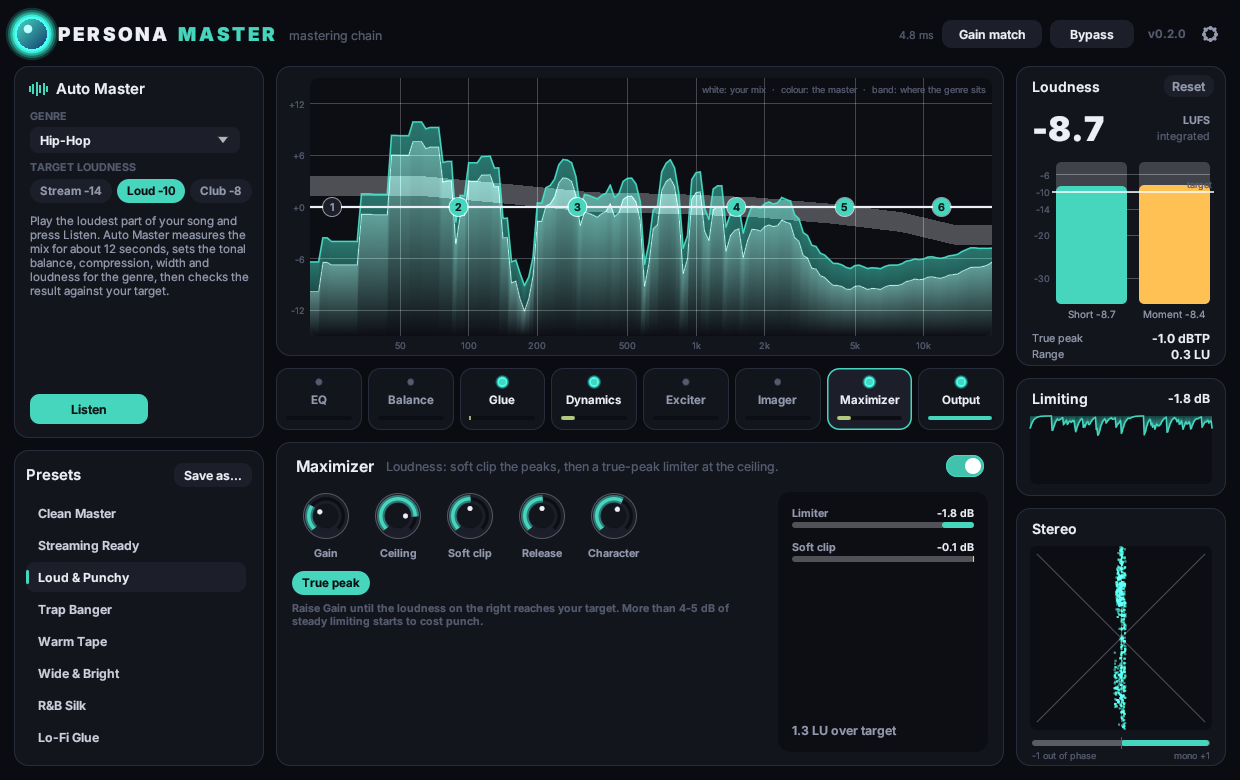 PERSONA MASTER mastering chain
4.8 ms
Gain match
Bypass
v0.2.0
Auto Master
GENRE
Hip-Hop
TARGET LOUDNESS
Stream -14
Loud -10
Club -8
Play the loudest part of your song and
press Listen. Auto Master measures the
mix for about 12 seconds, sets the tonal
balance, compression, width and
loudness for the genre, then checks the
result against your target.
Listen
Presets
Save as...
Clean Master
Streaming Ready
Loud & Punchy
Trap Banger
Warm Tape
Wide & Bright
R&B Silk
Lo-Fi Glue
white: your mix · colour: the master · band: where the genre sits
+12
+6
+0
-6
-12
1
2
3
4
5
6
50
100
200
500
1k
2k
5k
10k
EQ
Balance
Glue
Dynamics
Exciter
Imager
Maximizer
Output
Maximizer
Loudness: soft clip the peaks, then a true-peak limiter at the ceiling.
Gain
Ceiling
Soft clip
Release
Character
True peak
Raise Gain until the loudness on the right reaches your target. More than 4-5 dB of
steady limiting starts to cost punch.
Limiter
-1.8 dB
Soft clip
-0.1 dB
1.3 LU over target
Loudness
Reset
-8.7
LUFS
integrated
-6
-10
-14
-20
-30
target
Short -8.7
Moment -8.4
True peak
-1.0 dBTP
Range
0.3 LU
Limiting
-1.8 dB
Stereo
-1 out of phase
mono +1